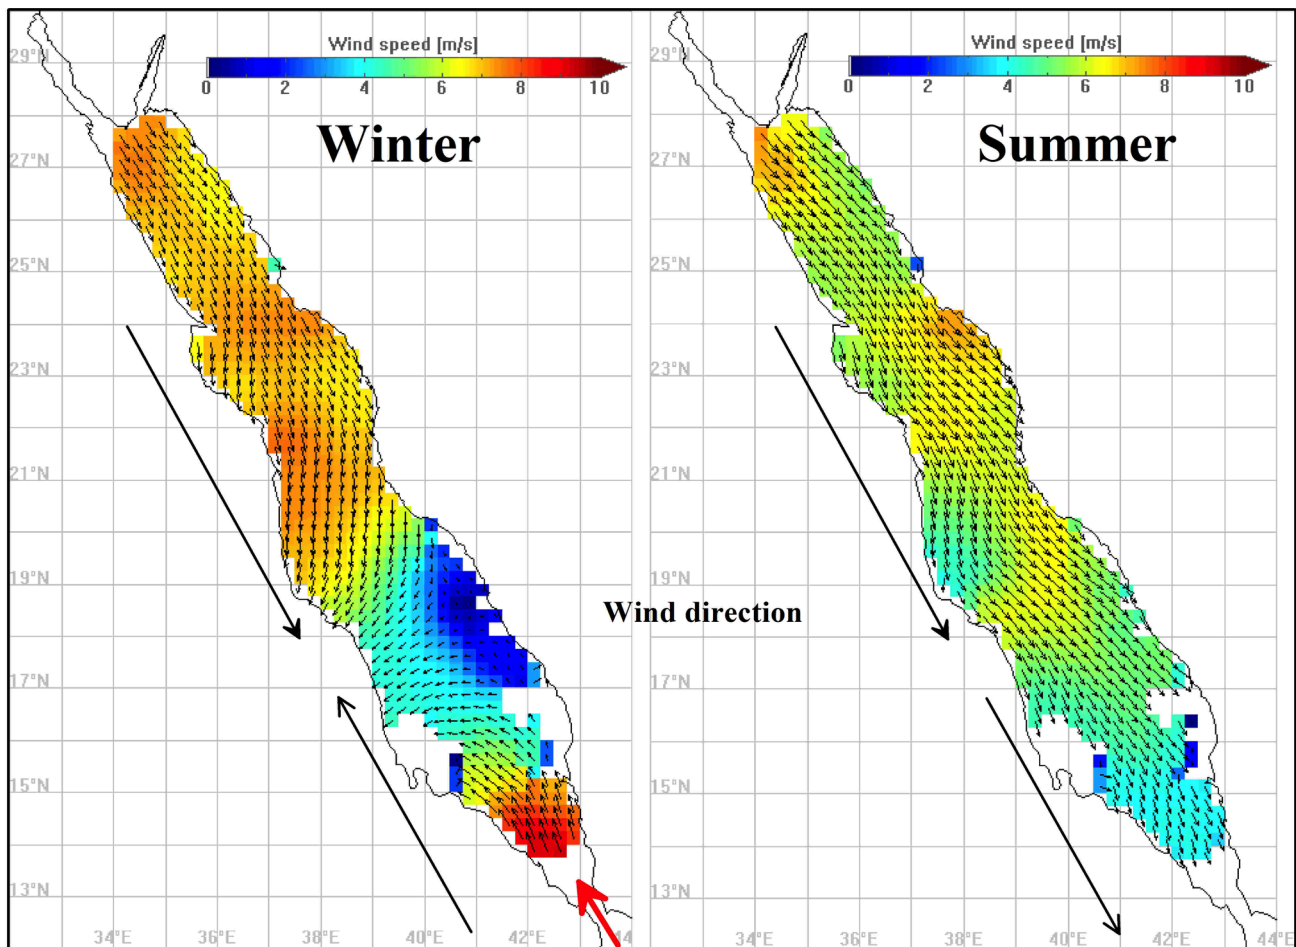 Wind speed [m/s]
0 2 4 6 8 10
Winter
29°N
27°N
25°N
23°N
21°N
19°N
17°N
15°N
13°N
34°E 36°E 38°E 40°E 42°E 44
Wind direction
Wind speed [m/s]
0 2 4 6 8 10
Summer
29°N
27°N
25°N
23°N
21°N
19°N
17°N
15°N
13°N
34°E 36°E 38°E 40°E 42°E 44°E